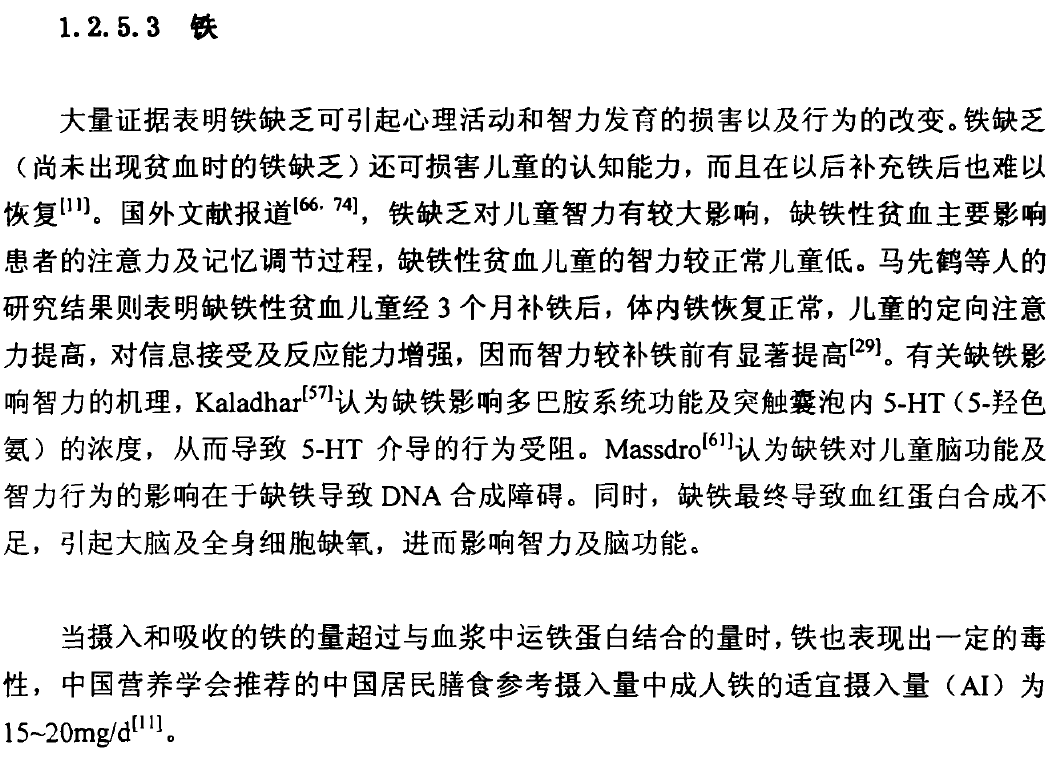 1.2.5.3 铁
大量证据表明铁缺乏可引起心理活动和智力发育的损害以及行为的改变。铁缺乏
（尚未出现贫血时的铁缺乏）还可损害儿童的认知能力，而且在以后补充铁后也难以
恢复[11]。国外文献报道[66, 74]，铁缺乏对儿童智力有较大影响，缺铁性贫血主要影响
患者的注意力及记忆调节过程，缺铁性贫血儿童的智力较正常儿童低。马先鹤等人的
研究结果则表明缺铁性贫血儿童经 3 个月补铁后，体内铁恢复正常，儿童的定向注意
力提高，对信息接受及反应能力增强，因而智力较补铁前有显著提高[29]。有关缺铁影
响智力的机理，Kaladhar[57]认为缺铁影响多巴胺系统功能及突触囊泡内 5-HT（5-羟色
氨）的浓度，从而导致 5-HT 介导的行为受阻。Massdro[61]认为缺铁对儿童脑功能及
智力行为的影响在于缺铁导致 DNA 合成障碍。同时，缺铁最终导致血红蛋白合成不
足，引起大脑及全身细胞缺氧，进而影响智力及脑功能。
当摄入和吸收的铁的量超过与血浆中运铁蛋白结合的量时，铁也表现出一定的毒
性，中国营养学会推荐的中国居民膳食参考摄入量中成人铁的适宜摄入量（AI）为
15~20mg/d[11]。